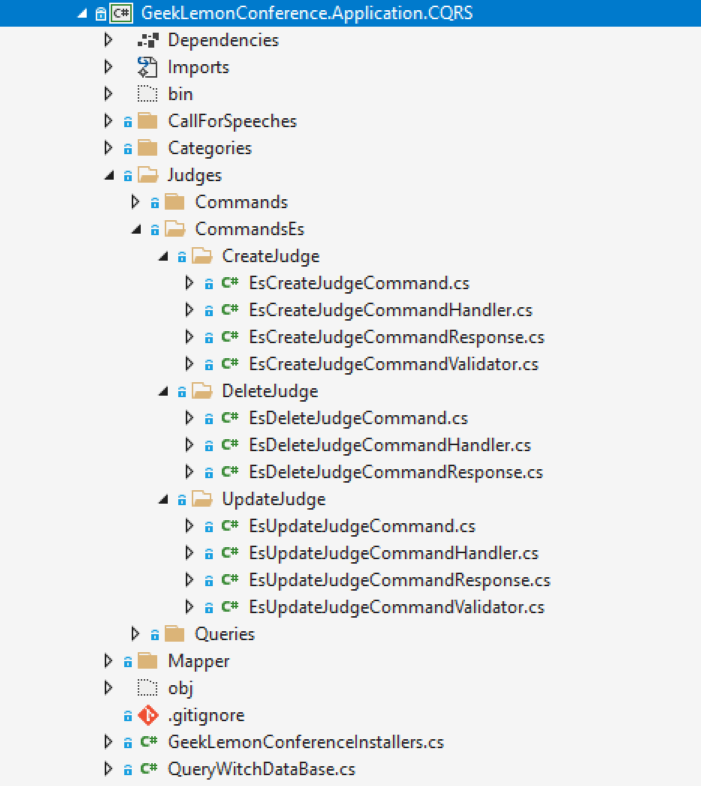 C# GeekLemonConference.Application.CQRS
Dependencies
Imports
bin
CallForSpeeches
Categories
Judges
Commands
CommandsEs
CreateJudge
C# EsCreateJudgeCommand.cs
C# EsCreateJudgeCommandHandler.cs
C# EsCreateJudgeCommandResponse.cs
C# EsCreateJudgeCommandValidator.cs
DeleteJudge
C# EsDeleteJudgeCommand.cs
C# EsDeleteJudgeCommandHandler.cs
C# EsDeleteJudgeCommandResponse.cs
UpdateJudge
C# EsUpdateJudgeCommand.cs
C# EsUpdateJudgeCommandHandler.cs
C# EsUpdateJudgeCommandResponse.cs
C# EsUpdateJudgeCommandValidator.cs
Queries
Mapper
obj
.gitignore
C# GeekLemonConferenceInstallers.cs
C# QueryWitchDataBase.cs